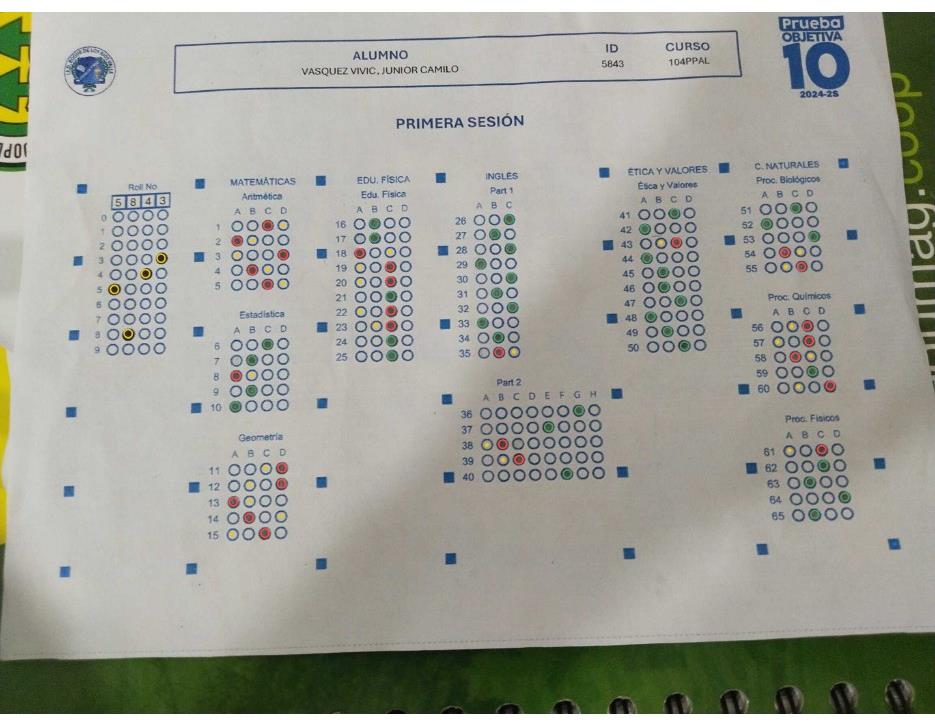 Prueba
OBJETIVA
10
2024-2S
ALUMNO
VASQUEZ VIVIC, JUNIOR CAMILO
ID
5843
CURSO
104PPAL
PRIMERA SESIÓN
Roll No
5 8 4 3
0
1
2
3
4
5
6
7
8
9
MATEMÁTICAS
Aritmética
A B C D
1
2
3
4
5
Estadística
A B C D
6
7
8
9
10
Geometría
A B C D
11
12
13
14
15
EDU. FÍSICA
Edu. Física
A B C D
16
17
18
19
20
21
22
23
24
25
INGLÉS
Part 1
A B C
26
27
28
29
30
31
32
33
34
35
Part 2
A B C D E F G H
36
37
38
39
40
ÉTICA Y VALORES
Ética y Valores
A B C D
41
42
43
44
45
46
47
48
49
50
C. NATURALES
Proc. Biológicos
A B C D
51
52
53
54
55
Proc. Químicos
A B C D
56
57
58
59
60
Proc. Físicos
A B C D
61
62
63
64
65